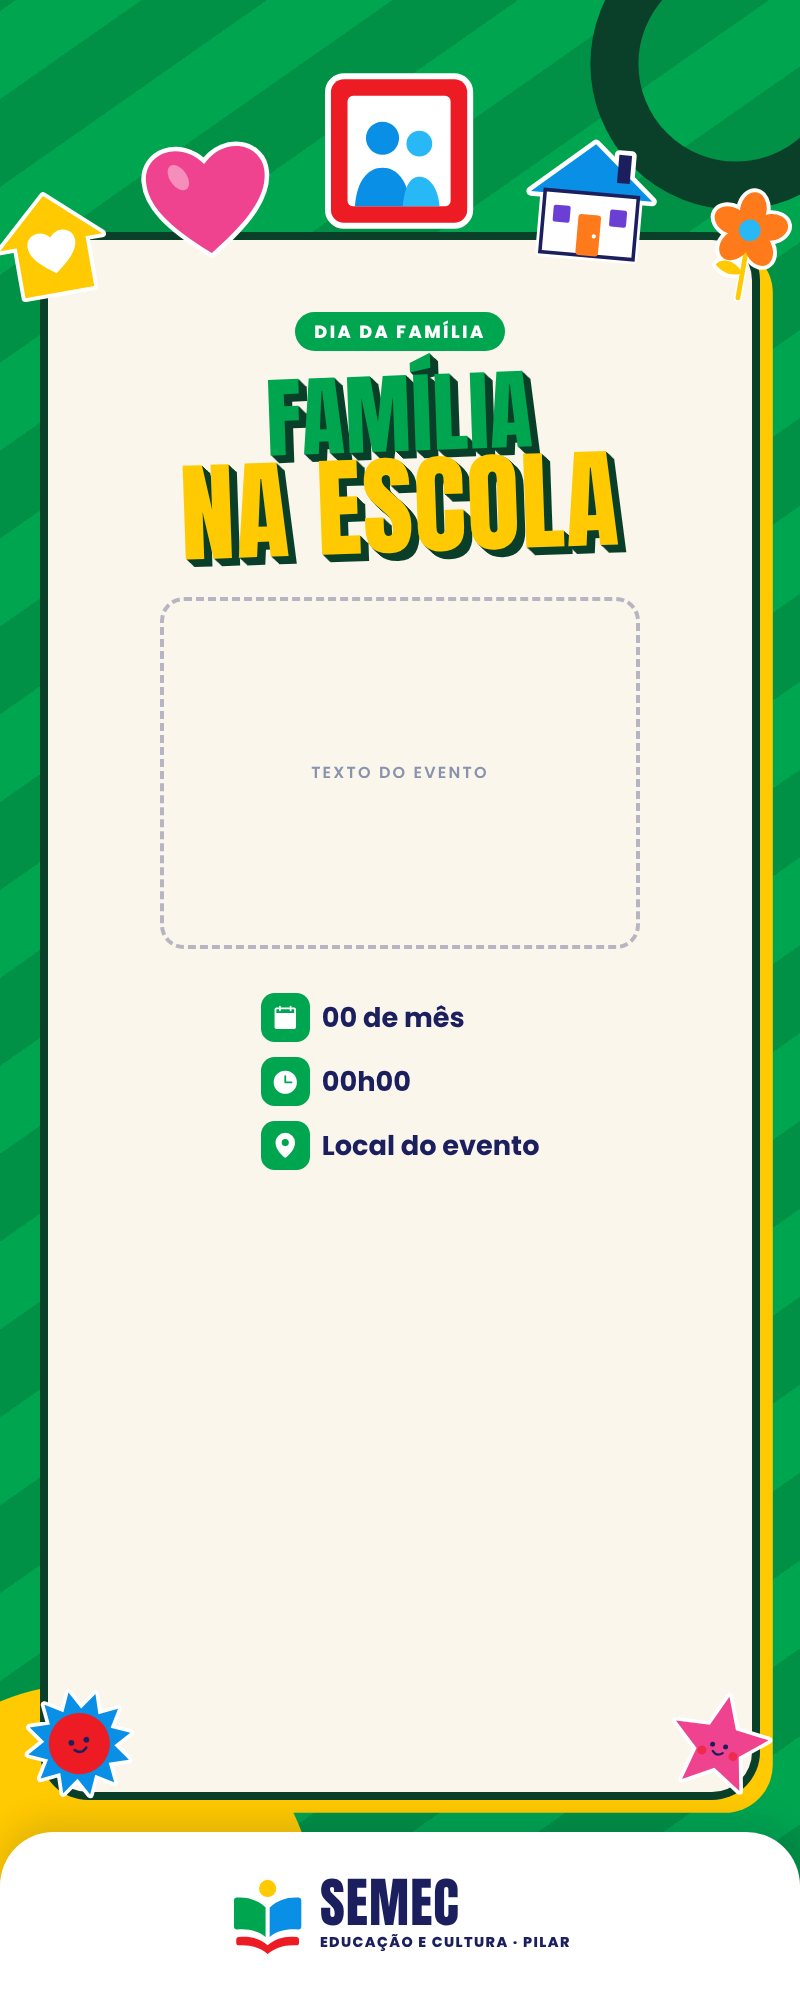 DIA DA FAMÍLIA
FAMÍLIA
NA ESCOLA
TEXTO DO EVENTO
00 de mês
00h00
Local do evento
SEMEC
EDUCAÇÃO E CULTURA · PILAR